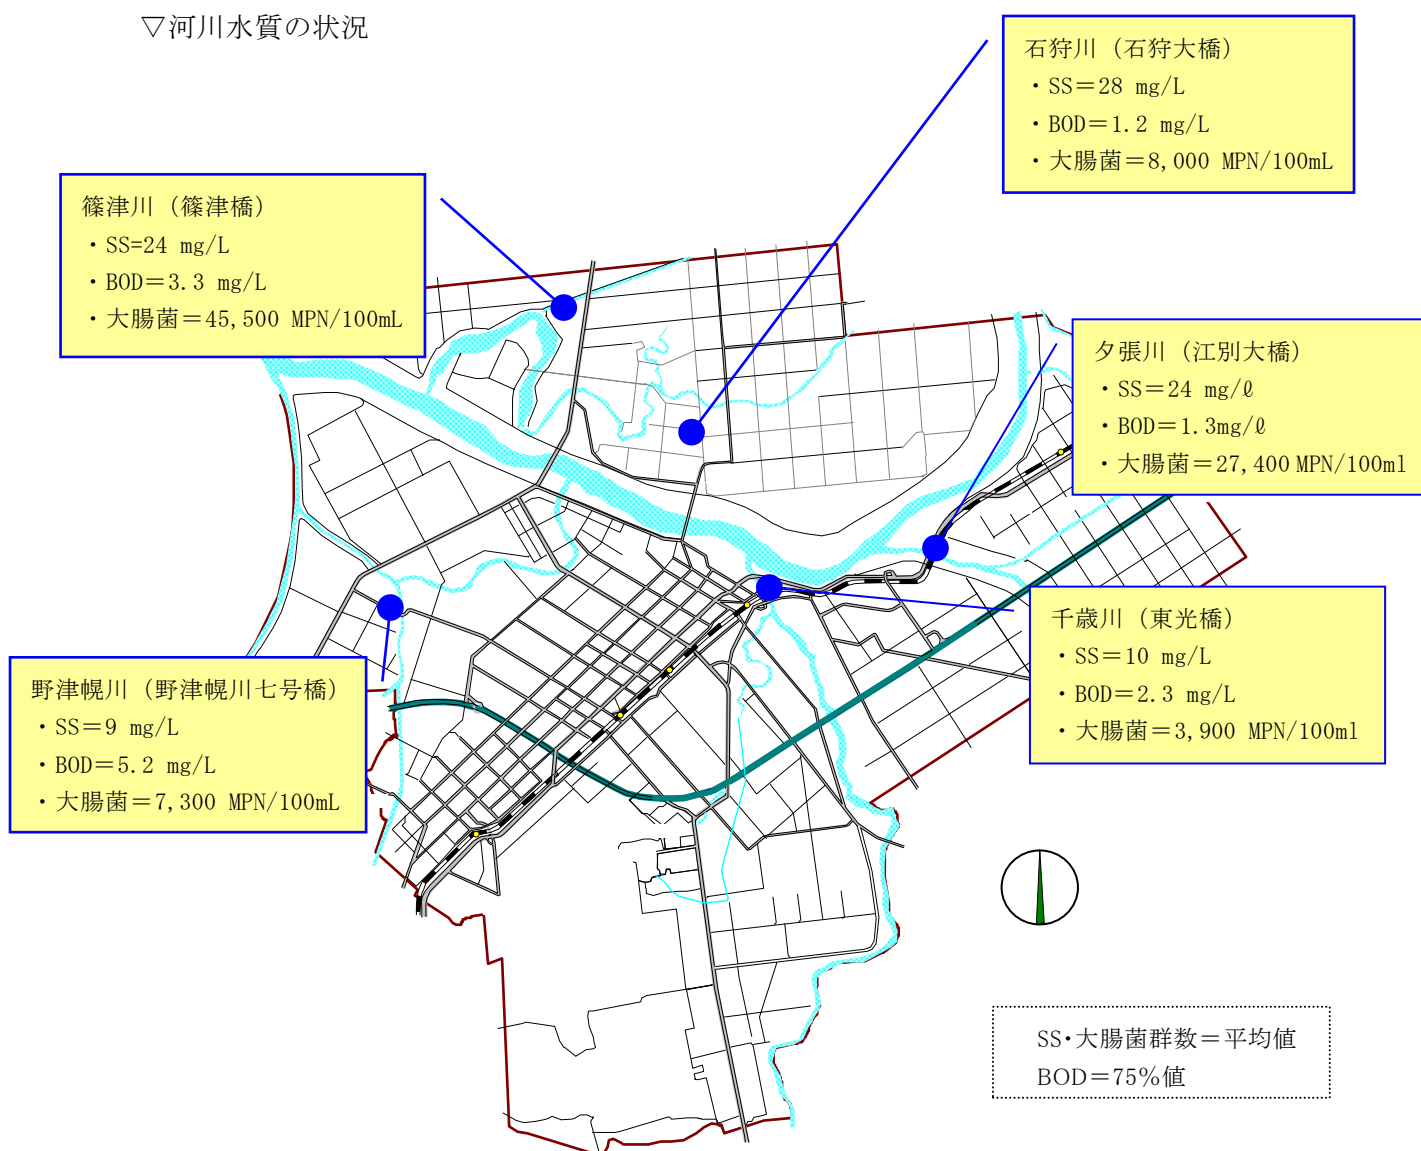 ▽河川水質の状況
石狩川（石狩大橋）
・SS＝28 mg/L
・BOD＝1.2 mg/L
・大腸菌＝8,000 MPN/100mL
篠津川（篠津橋）
・SS=24 mg/L
・BOD＝3.3 mg/L
・大腸菌＝45,500 MPN/100mL
夕張川（江別大橋）
・SS＝24 mg/ℓ
・BOD＝1.3mg/ℓ
・大腸菌＝27,400 MPN/100ml
千歳川（東光橋）
・SS＝10 mg/L
・BOD＝2.3 mg/L
・大腸菌＝3,900 MPN/100ml
野津幌川（野津幌川七号橋）
・SS＝9 mg/L
・BOD＝5.2 mg/L
・大腸菌＝7,300 MPN/100mL
SS・大腸菌群数＝平均値
BOD＝75％値